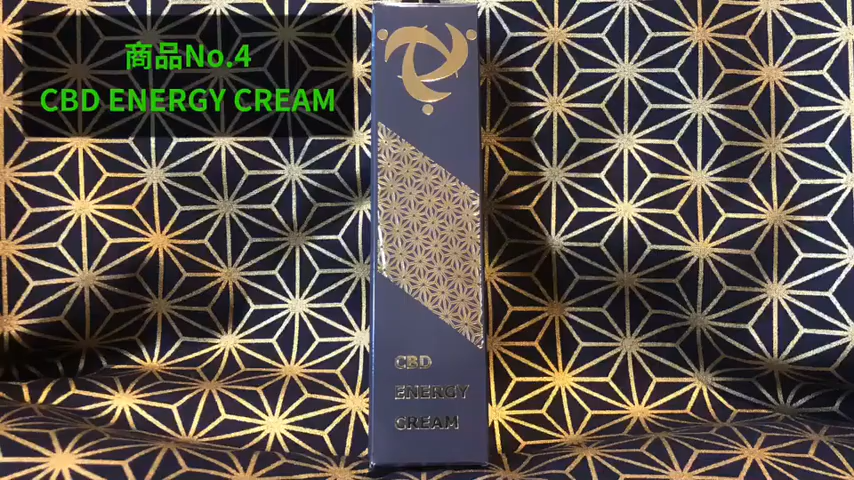 商品No.4
CBD ENERGY CREAM
CBD
ENERGY
CREAM